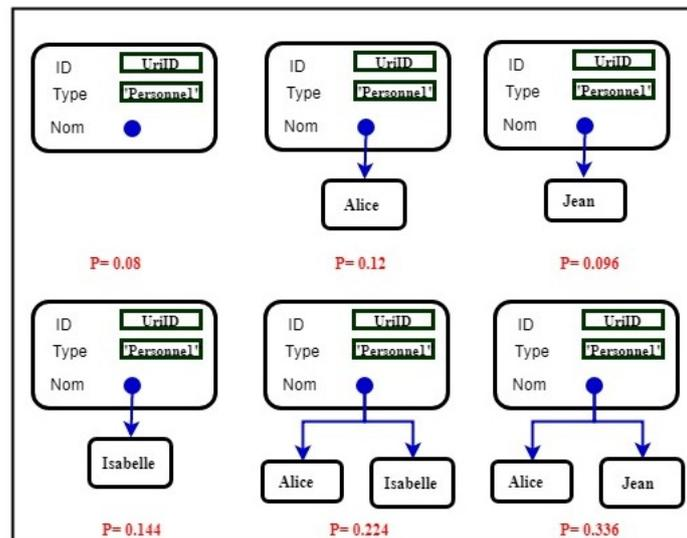 ID UriID
Type 'Personnel'
Nom
P= 0.08
ID UriID
Type 'Personnel'
Nom
Alice
P= 0.12
ID UriID
Type 'Personnel'
Nom
Jean
P= 0.096
ID UriID
Type 'Personnel'
Nom
Isabelle
P= 0.144
ID UriID
Type 'Personnel'
Nom
Alice Isabelle
P= 0.224
ID UriID
Type 'Personnel'
Nom
Alice Jean
P= 0.336